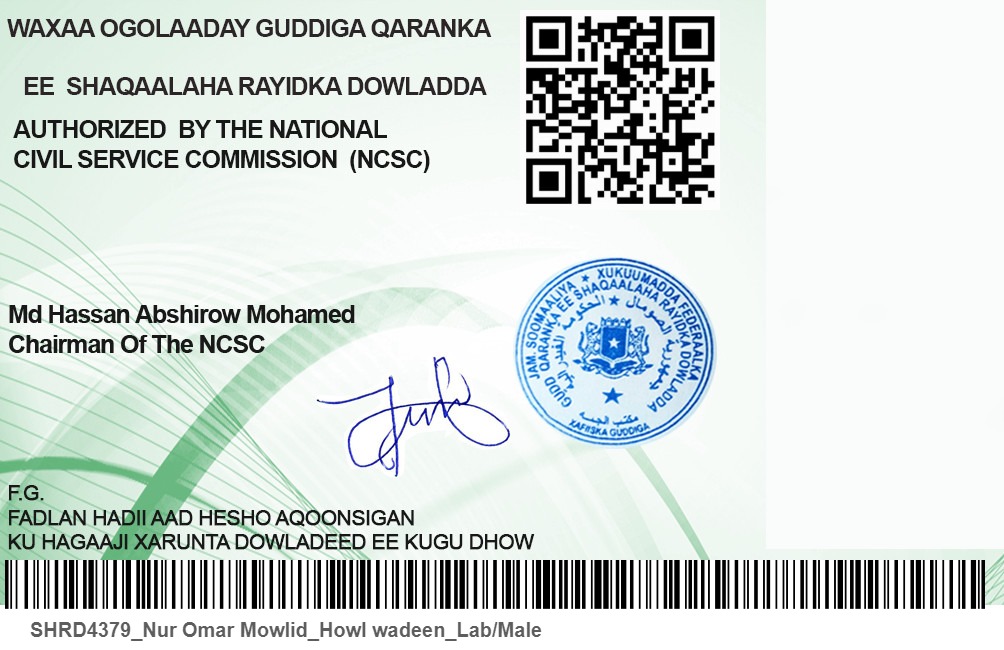 WAXAA OGOLAADAY GUDDIGA QARANKA
EE SHAQAALAHA RAYIDKA DOWLADDA
AUTHORIZED BY THE NATIONAL
CIVIL SERVICE COMMISSION (NCSC)
Md Hassan Abshirow Mohamed
Chairman Of The NCSC
JAM. SOOMAALIYA ★ XUKUUMADDA FEDERAALKA
GUDD QARANKA EE SHAQAALAHA RAYIDKA DOWLADDA
XAFIISKA GUDDIGA
F.G.
FADLAN HADII AAD HESHO AQOONSIGAN
KU HAGAAJI XARUNTA DOWLADEED EE KUGU DHOW
SHRD4379_Nur Omar Mowlid_Howl wadeen_Lab/Male